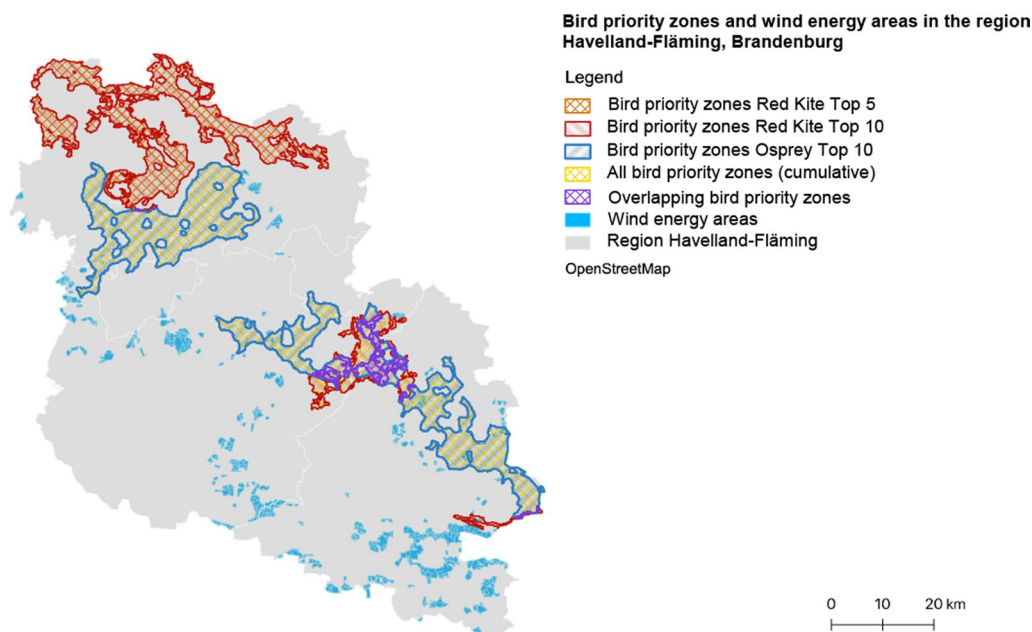 Bird priority zones and wind energy areas in the region
Havelland-Fläming, Brandenburg
Legend
Bird priority zones Red Kite Top 5
Bird priority zones Red Kite Top 10
Bird priority zones Osprey Top 10
All bird priority zones (cumulative)
Overlapping bird priority zones
Wind energy areas
Region Havelland-Fläming
OpenStreetMap
0 10 20 km